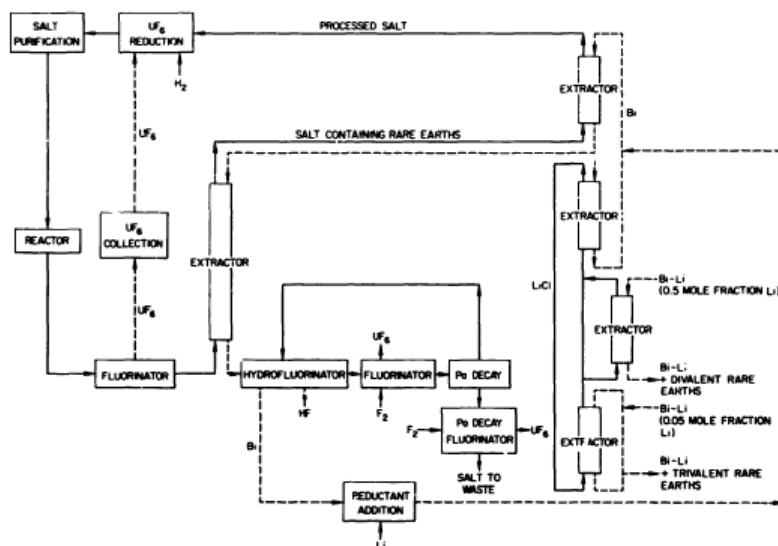 SALT
PURIFICATION
UF6
REDUCTION
PROCESSED SALT
H2
EXTRACTOR
Bi
UF6
SALT CONTAINING RARE EARTHS
REACTOR
UF6
COLLECTION
EXTRACTOR
EXTRACTOR
LiCl
UF6
Bi-Li
(0.5 MOLE FRACTION Li)
EXTRACTOR
UF6
FLUORINATOR
HYDROFLUORINATOR
FLUORINATOR
Pa DECAY
Bi-Li
+ DIVALENT RARE
EARTHS
HF
F2
Bi-Li
(0.05 MOLE FRACTION
Li)
F2
Pa DECAY
FLUORINATOR
UF6
EXTRACTOR
Bi
SALT TO
WASTE
Bi-Li
+ TRIVALENT RARE
EARTHS
REDUCTANT
ADDITION
Li